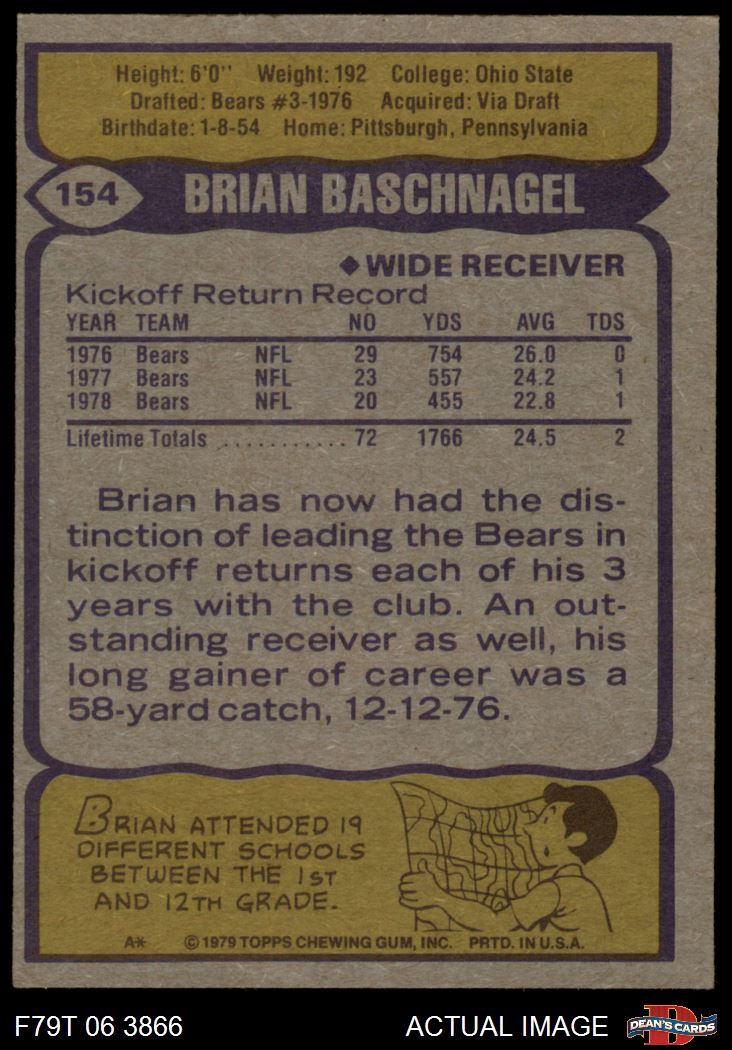 Height: 6'0" Weight: 192 College: Ohio State
Drafted: Bears #3-1976 Acquired: Via Draft
Birthdate: 1-8-54 Home: Pittsburgh, Pennsylvania
154 BRIAN BASCHNAGEL
◆ WIDE RECEIVER
Kickoff Return Record
YEAR TEAM NO YDS AVG TDS
1976 Bears NFL 29 754 26.0 0
1977 Bears NFL 23 557 24.2 1
1978 Bears NFL 20 455 22.8 1
Lifetime Totals ........... 72 1766 24.5 2
Brian has now had the dis-
tinction of leading the Bears in
kickoff returns each of his 3
years with the club. An out-
standing receiver as well, his
long gainer of career was a
58-yard catch, 12-12-76.
BRIAN ATTENDED 19
DIFFERENT SCHOOLS
BETWEEN THE 1ST
AND 12TH GRADE.
A* © 1979 TOPPS CHEWING GUM, INC. PRTD. IN U.S.A.
F79T 06 3866 ACTUAL IMAGE D DEAN'S CARDS